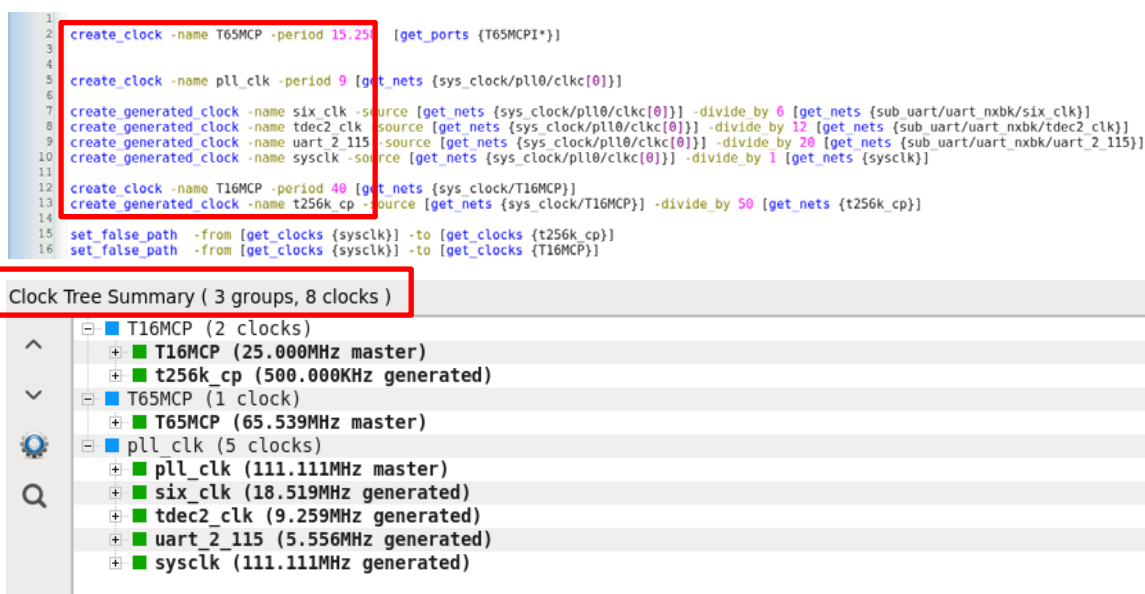 1
2 create_clock -name T65MCP -period 15.258 [get_ports {T65MCPI*}]
3
4
5 create_clock -name pll_clk -period 9 [get_nets {sys_clock/pll0/clkc[0]}]
6
7 create_generated_clock -name six_clk -source [get_nets {sys_clock/pll0/clkc[0]}] -divide_by 6 [get_nets {sub_uart/uart_nxbk/six_clk}]
8 create_generated_clock -name tdec2_clk -source [get_nets {sys_clock/pll0/clkc[0]}] -divide_by 12 [get_nets {sub_uart/uart_nxbk/tdec2_clk}]
9 create_generated_clock -name uart_2_115 -source [get_nets {sys_clock/pll0/clkc[0]}] -divide_by 20 [get_nets {sub_uart/uart_nxbk/uart_2_115}]
10 create_generated_clock -name sysclk -source [get_nets {sys_clock/pll0/clkc[0]}] -divide_by 1 [get_nets {sysclk}]
11
12 create_clock -name T16MCP -period 40 [get_nets {sys_clock/T16MCP}]
13 create_generated_clock -name t256k_cp -source [get_nets {sys_clock/T16MCP}] -divide_by 50 [get_nets {t256k_cp}]
14
15 set_false_path -from [get_clocks {sysclk}] -to [get_clocks {t256k_cp}]
16 set_false_path -from [get_clocks {sysclk}] -to [get_clocks {T16MCP}]
Clock Tree Summary ( 3 groups, 8 clocks )
T16MCP (2 clocks)
T16MCP (25.000MHz master)
t256k_cp (500.000KHz generated)
T65MCP (1 clock)
T65MCP (65.539MHz master)
pll_clk (5 clocks)
pll_clk (111.111MHz master)
six_clk (18.519MHz generated)
tdec2_clk (9.259MHz generated)
uart_2_115 (5.556MHz generated)
sysclk (111.111MHz generated)